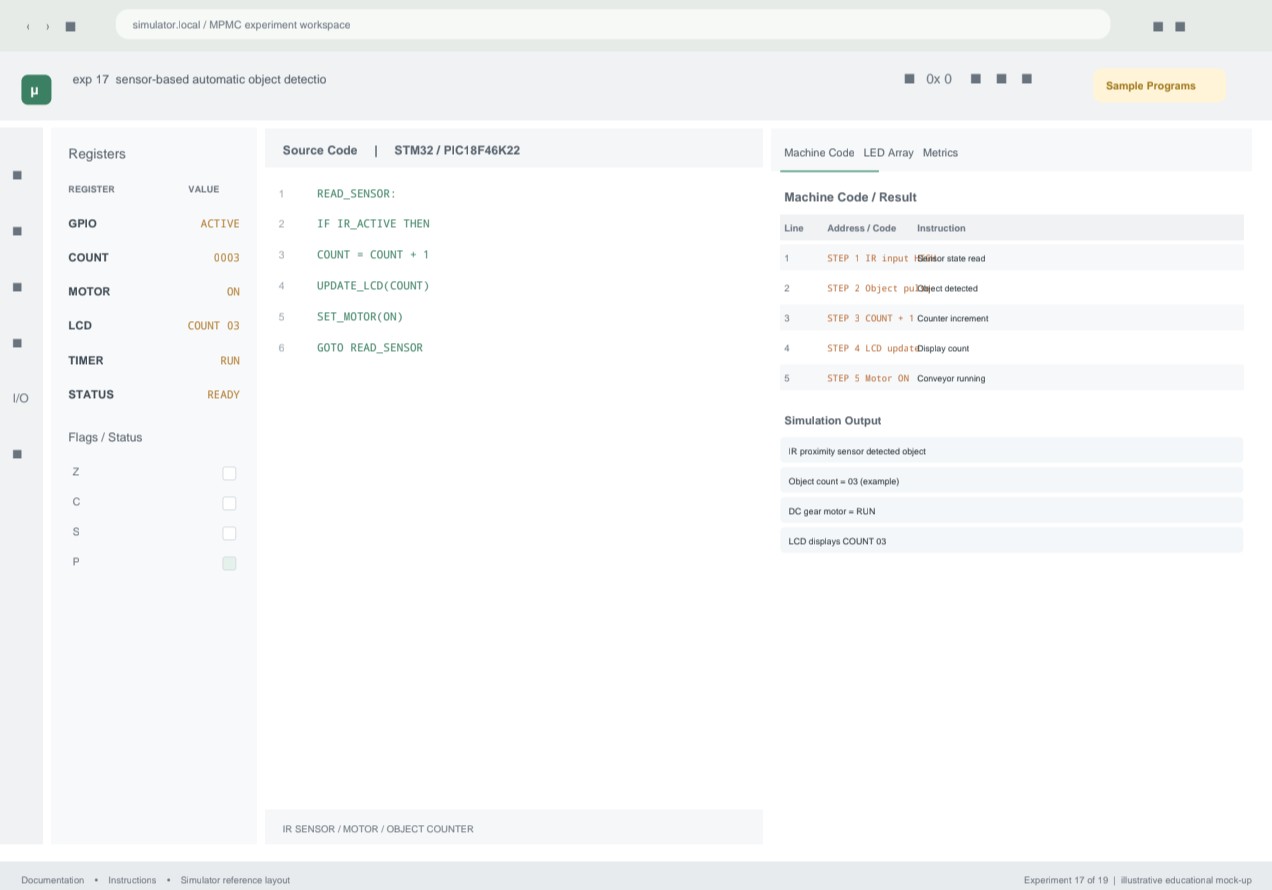 simulator.local / MPMC experiment workspace
µ
exp 17 sensor-based automatic object detectio
0x 0
Sample Programs
I/O
Registers
REGISTER VALUE
GPIO ACTIVE
COUNT 0003
MOTOR ON
LCD COUNT 03
TIMER RUN
STATUS READY
Flags / Status
Z
C
S
P
Source Code | STM32 / PIC18F46K22
1 READ_SENSOR:
2 IF IR_ACTIVE THEN
3 COUNT = COUNT + 1
4 UPDATE_LCD(COUNT)
5 SET_MOTOR(ON)
6 GOTO READ_SENSOR
IR SENSOR / MOTOR / OBJECT COUNTER
Machine Code LED Array Metrics
Machine Code / Result
Line Address / Code Instruction
1 STEP 1 IR input Sensor state read
2 STEP 2 Object Object detected
3 STEP 3 COUNT + 1 Counter increment
4 STEP 4 LCD update Display count
5 STEP 5 Motor ON Conveyor running
Simulation Output
IR proximity sensor detected object
Object count = 03 (example)
DC gear motor = RUN
LCD displays COUNT 03
Documentation • Instructions • Simulator reference layout
Experiment 17 of 19 | illustrative educational mock-up